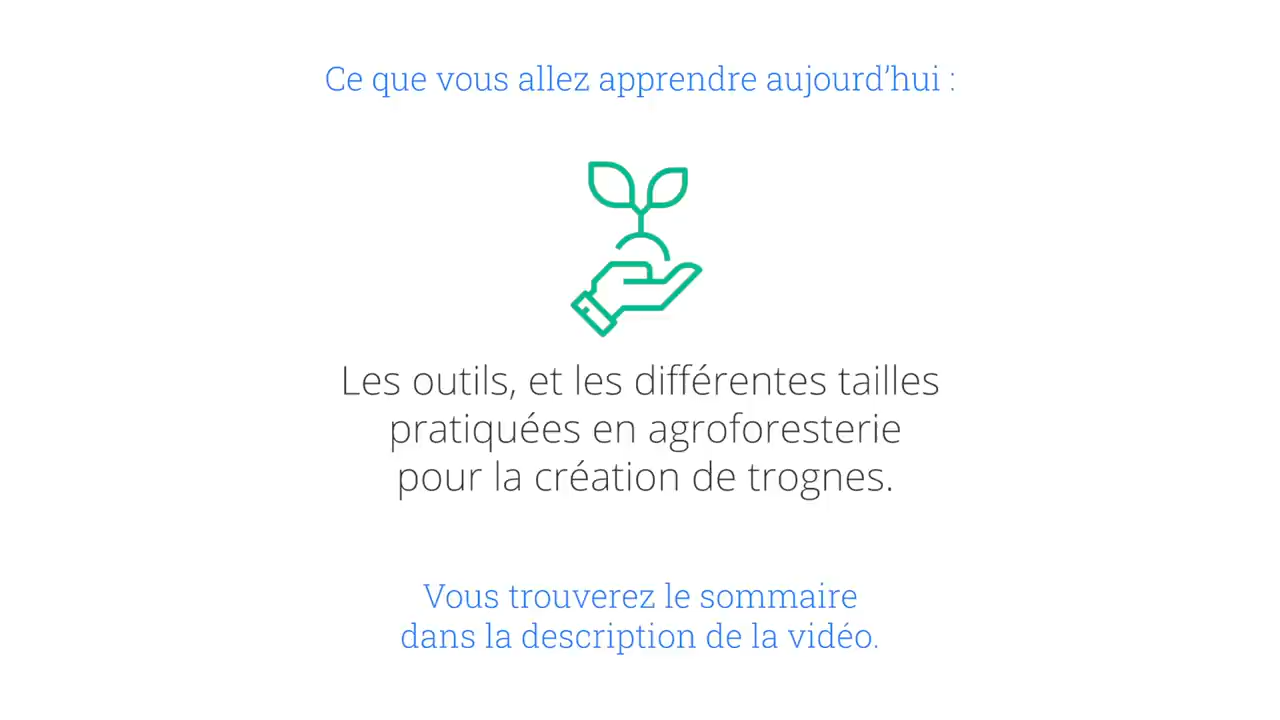 Ce que vous allez apprendre aujourd’hui :
Les outils, et les différentes tailles
pratiquées en agroforesterie
pour la création de trognes.
Vous trouverez le sommaire
dans la description de la vidéo.